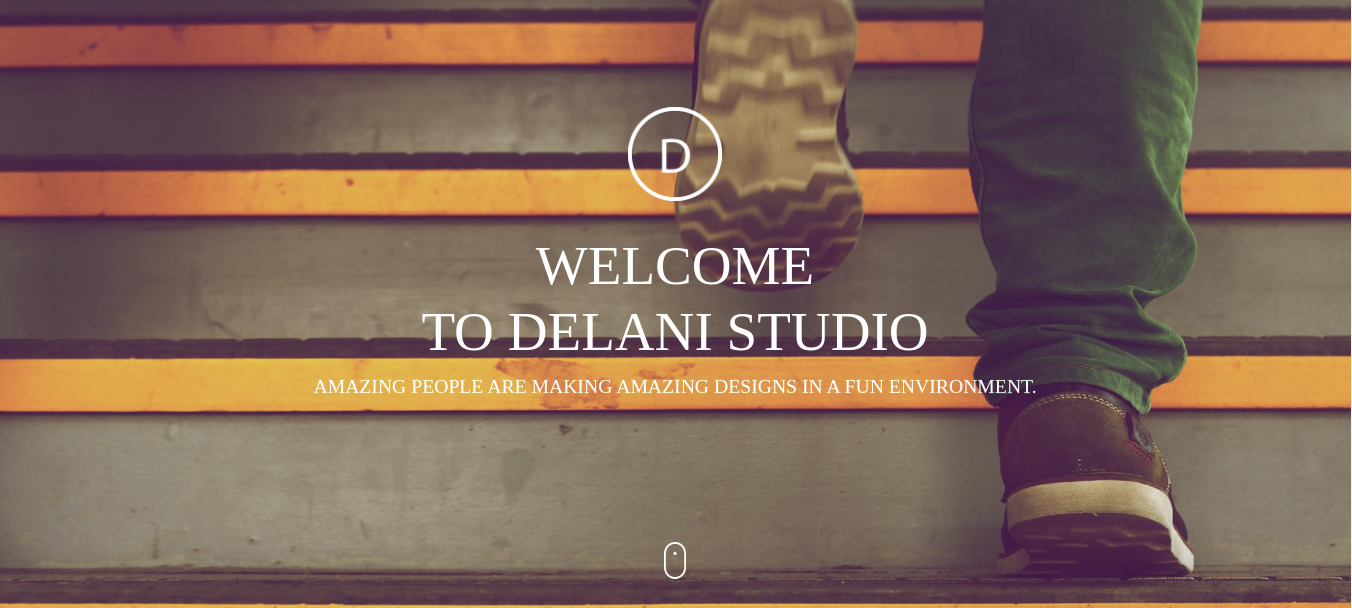 D
WELCOME
TO DELANI STUDIO
AMAZING PEOPLE ARE MAKING AMAZING DESIGNS IN A FUN ENVIRONMENT.